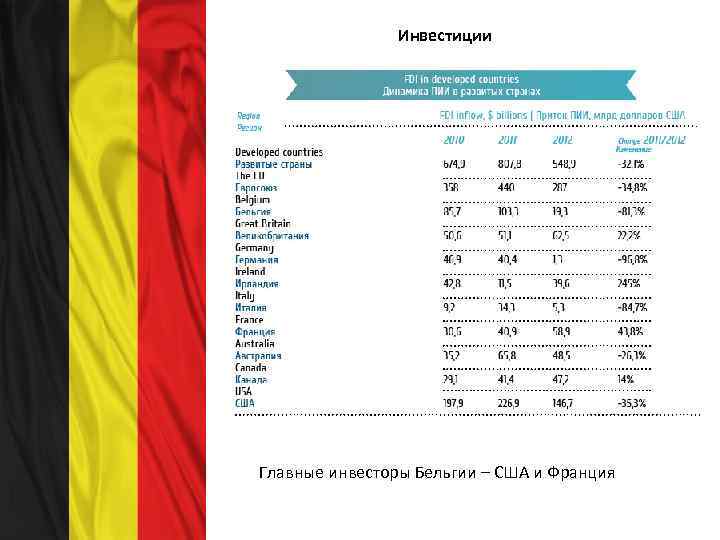 Инвестиции
FDI in developed countries
Динамика ПИИ в развитых странах
Region FDI inflow, $ billions | Приток ПИИ, млрд долларов США
Регион
2010 2011 2012 Change 2011/2012
Изменение
Developed countries
Развитые страны 674,9 807,8 548,9 -32,1%
The EU
Евросоюз 358 440 287 -34,8%
Belgium
Бельгия 85,7 103,3 19,3 -81,3%
Great Britain
Великобритания 50,6 51,1 62,5 22,2%
Germany
Германия 46,9 40,4 1,3 -96,8%
Ireland
Ирландия 42,8 11,5 39,6 245%
Italy
Италия 9,2 34,3 5,3 -84,7%
France
Франция 30,6 40,9 58,9 43,8%
Australia
Австралия 35,2 65,8 48,5 -26,3%
Canada
Канада 29,1 41,4 47,2 14%
USA
США 197,9 226,9 146,7 -35,3%
Главные инвесторы Бельгии – США и Франция